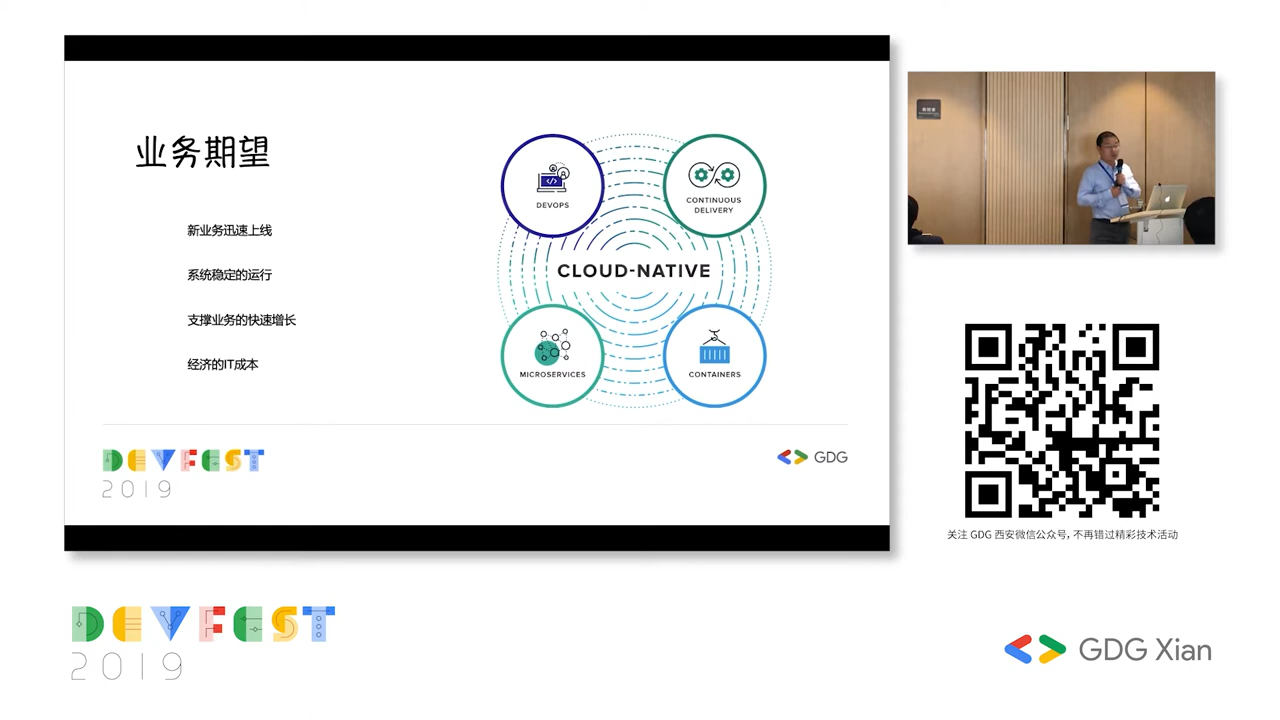 业务期望
新业务迅速上线
系统稳定的运行
支撑业务的快速增长
经济的IT成本
DEVOPS
CONTINUOUS
DELIVERY
CLOUD-NATIVE
MICROSERVICES
CONTAINERS
DEVFEST
2019
GDG
关注 GDG 西安微信公众号, 不再错过精彩技术活动
DEVFEST
2019
GDG Xian